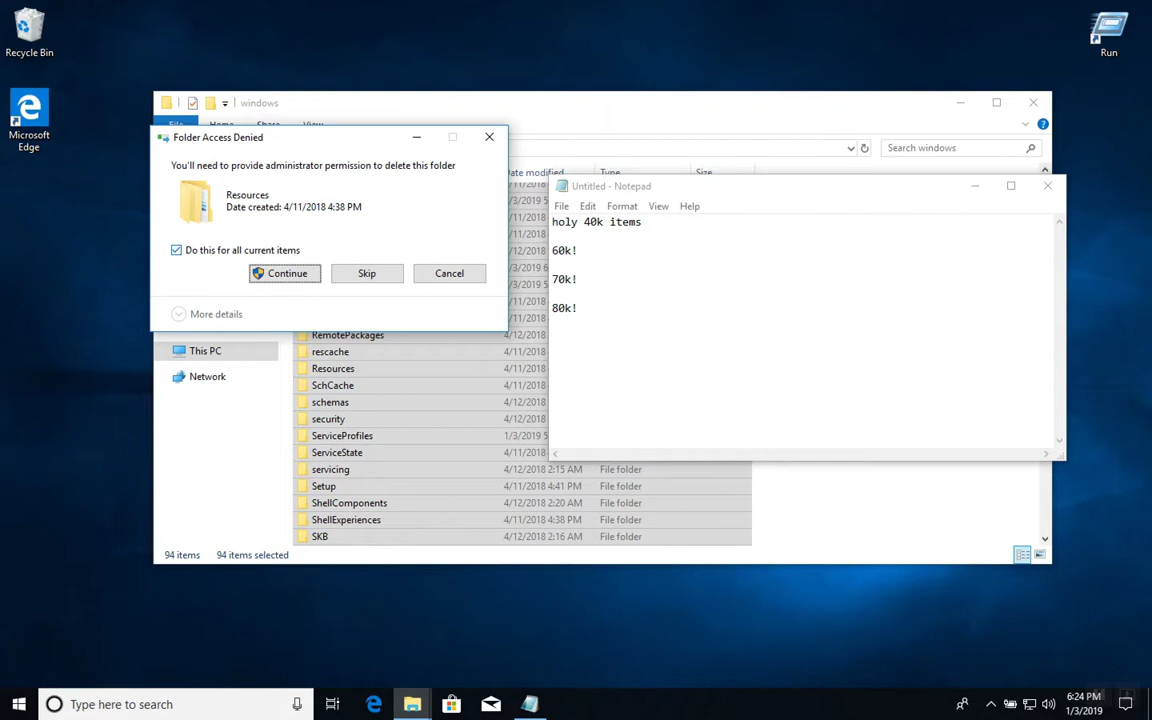 Recycle Bin
Microsoft
Edge
Run
windows
File Home Share View
Search windows
Date modified Type Size
Folder Access Denied
You'll need to provide administrator permission to delete this folder
Resources
Date created: 4/11/2018 4:38 PM
Do this for all current items
Continue Skip Cancel
More details
Untitled - Notepad
File Edit Format View Help
holy 40k items
60k!
70k!
80k!
This PC
Network
RemotePackages 4/12/2018
rescache 4/11/2018
Resources 4/11/2018
SchCache 4/11/2018
schemas 4/12/2018
security 4/12/2018
ServiceProfiles 1/3/2019 5
ServiceState 4/11/2018
servicing 4/12/2018 2:15 AM File folder
Setup 4/11/2018 4:41 PM File folder
ShellComponents 4/12/2018 2:20 AM File folder
ShellExperiences 4/11/2018 4:38 PM File folder
SKB 4/12/2018 2:16 AM File folder
94 items 94 items selected
Type here to search
6:24 PM
1/3/2019